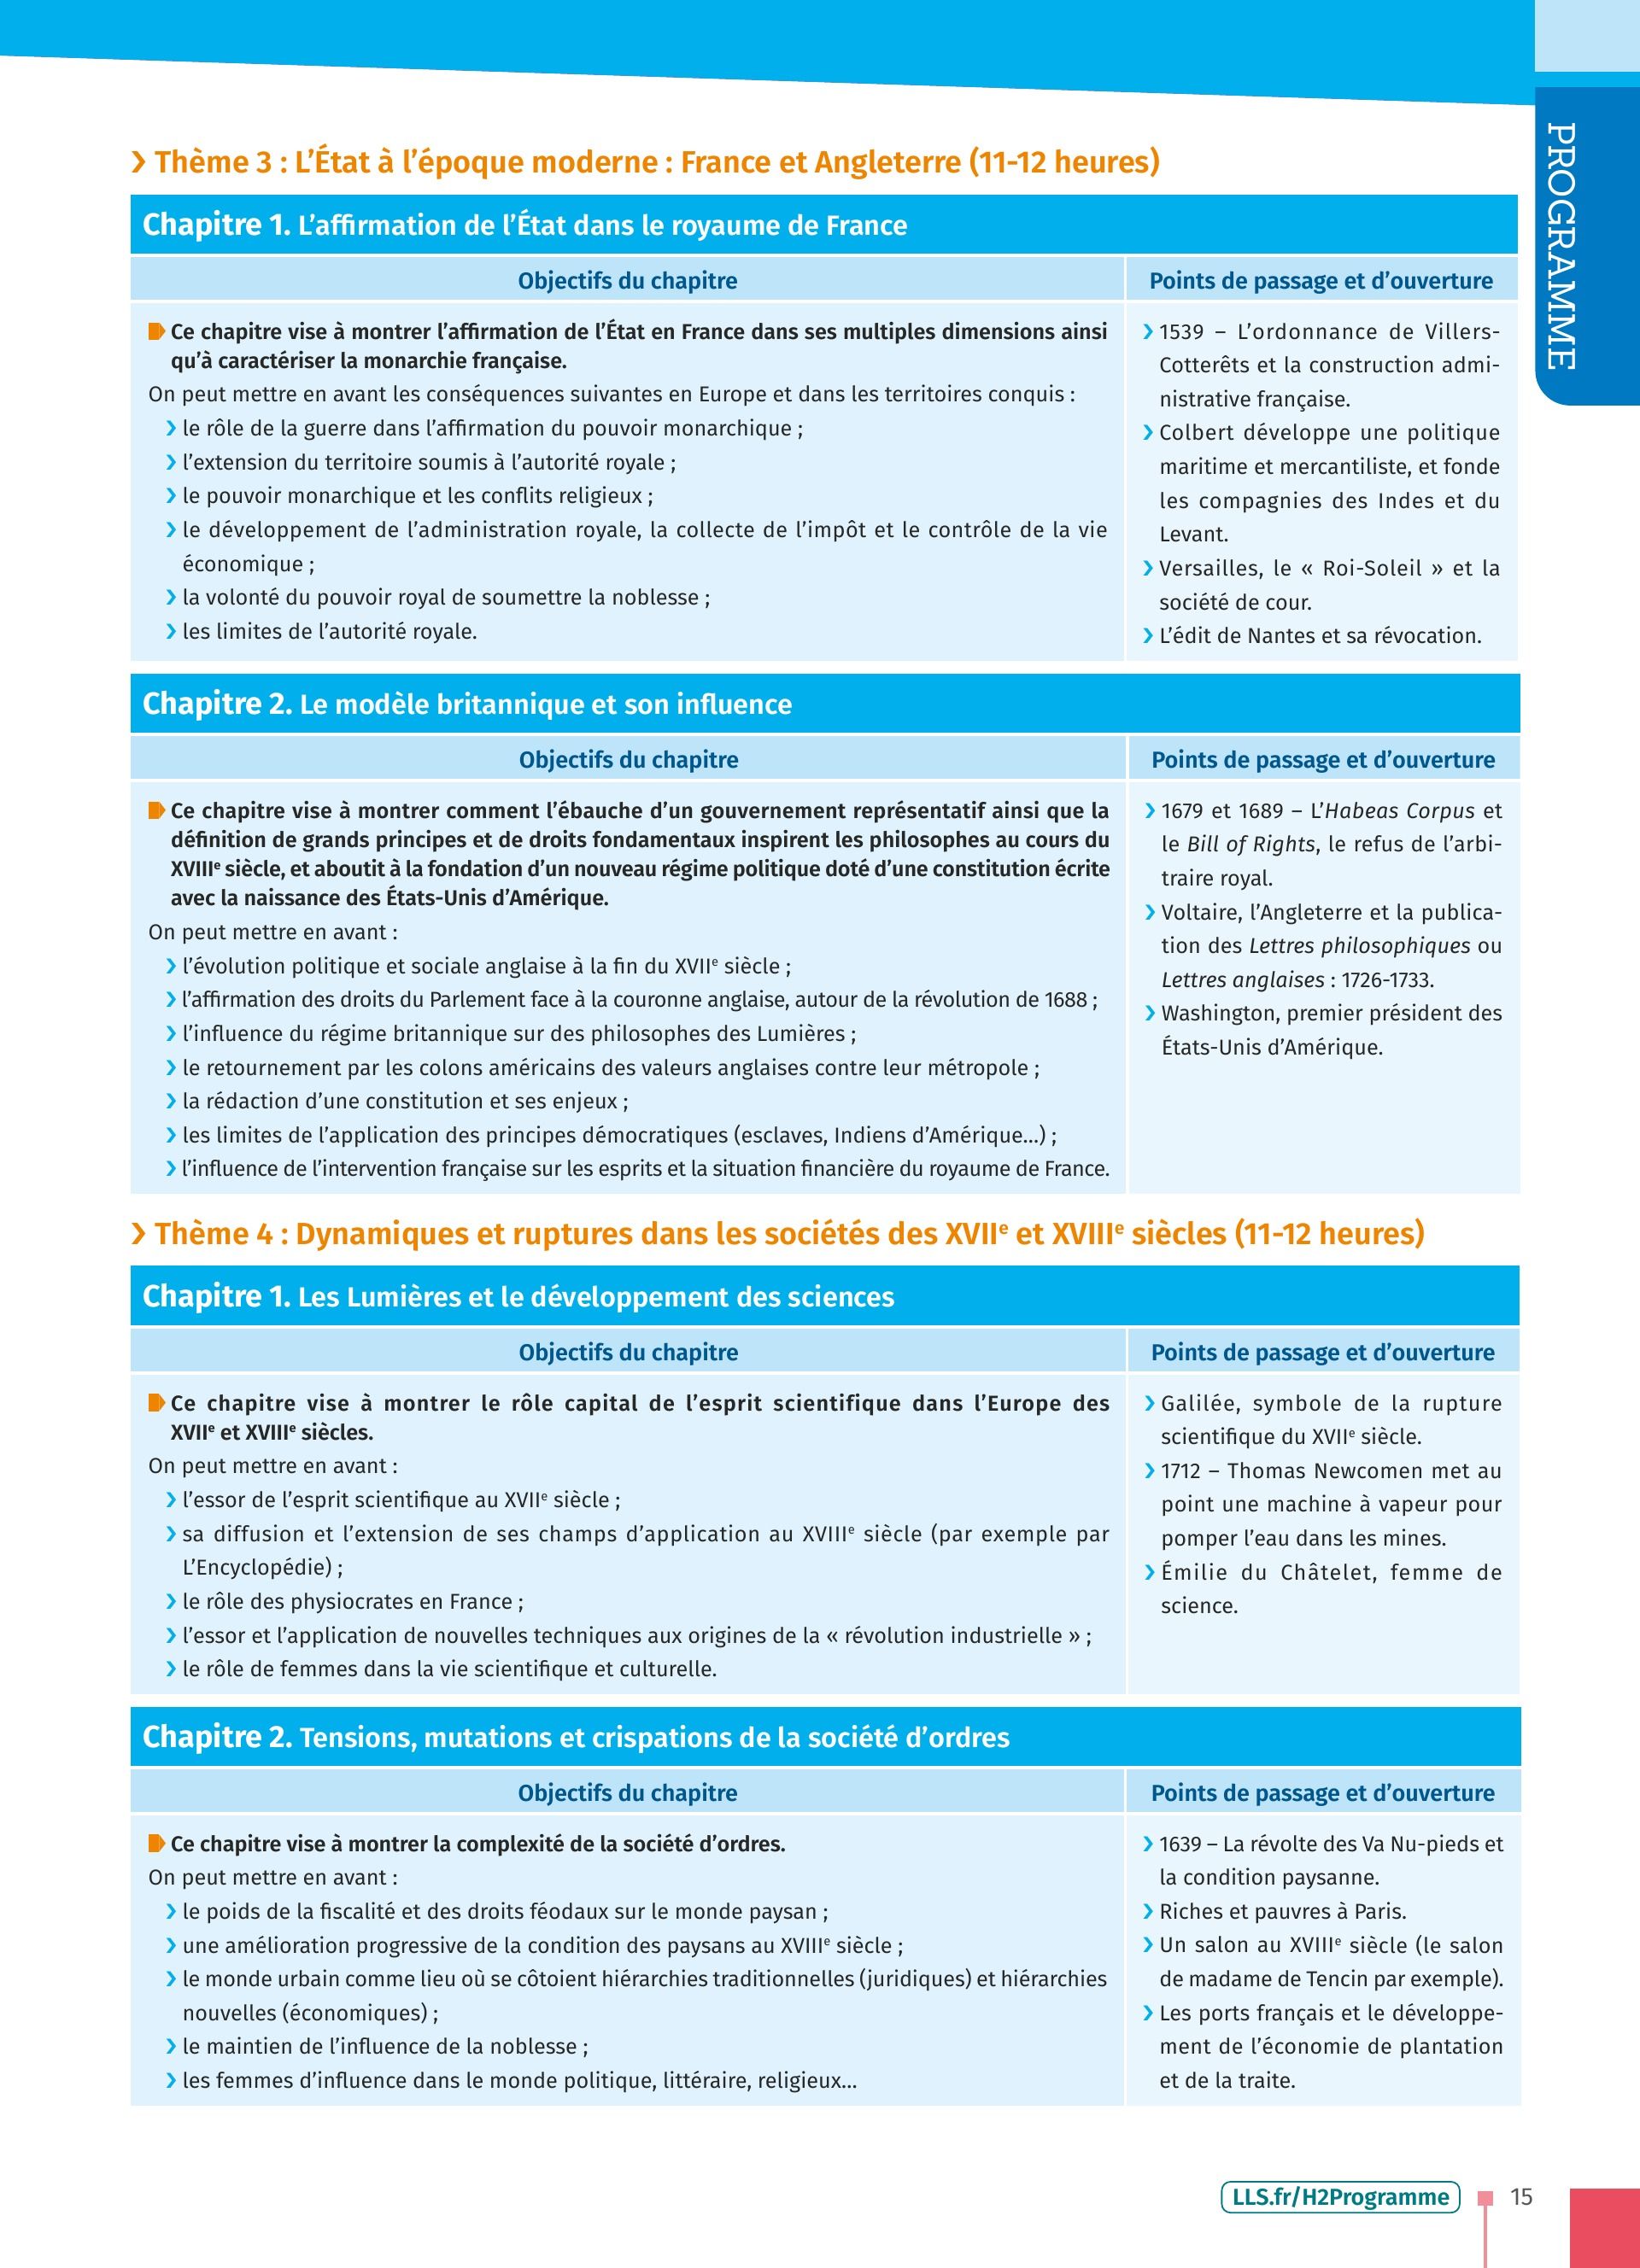 PROGRAMME
❯ Thème 3 : L’État à l’époque moderne : France et Angleterre (11-12 heures)
Chapitre 1. L’affirmation de l’État dans le royaume de France
Objectifs du chapitre
Ce chapitre vise à montrer l’affirmation de l’État en France dans ses multiples dimensions ainsi
qu’à caractériser la monarchie française.
On peut mettre en avant les conséquences suivantes en Europe et dans les territoires conquis :
❯ le rôle de la guerre dans l’affirmation du pouvoir monarchique ;
❯ l’extension du territoire soumis à l’autorité royale ;
❯ le pouvoir monarchique et les conflits religieux ;
❯ le développement de l’administration royale, la collecte de l’impôt et le contrôle de la vie
économique ;
❯ la volonté du pouvoir royal de soumettre la noblesse ;
❯ les limites de l’autorité royale.
Points de passage et d’ouverture
❯ 1539 – L’ordonnance de Villers-
Cotterêts et la construction admi-
nistrative française.
❯ Colbert développe une politique
maritime et mercantiliste, et fonde
les compagnies des Indes et du
Levant.
❯ Versailles, le « Roi-Soleil » et la
société de cour.
❯ L’édit de Nantes et sa révocation.
Chapitre 2. Le modèle britannique et son influence
Objectifs du chapitre
Ce chapitre vise à montrer comment l’ébauche d’un gouvernement représentatif ainsi que la
définition de grands principes et de droits fondamentaux inspirent les philosophes au cours du
XVIIIe siècle, et aboutit à la fondation d’un nouveau régime politique doté d’une constitution écrite
avec la naissance des États-Unis d’Amérique.
On peut mettre en avant :
❯ l’évolution politique et sociale anglaise à la fin du XVIIe siècle ;
❯ l’affirmation des droits du Parlement face à la couronne anglaise, autour de la révolution de 1688 ;
❯ l’influence du régime britannique sur des philosophes des Lumières ;
❯ le retournement par les colons américains des valeurs anglaises contre leur métropole ;
❯ la rédaction d’une constitution et ses enjeux ;
❯ les limites de l’application des principes démocratiques (esclaves, Indiens d’Amérique…) ;
❯ l’influence de l’intervention française sur les esprits et la situation financière du royaume de France.
Points de passage et d’ouverture
❯ 1679 et 1689 – L’Habeas Corpus et
le Bill of Rights, le refus de l’arbi-
traire royal.
❯ Voltaire, l’Angleterre et la publica-
tion des Lettres philosophiques ou
Lettres anglaises : 1726-1733.
❯ Washington, premier président des
États-Unis d’Amérique.
❯ Thème 4 : Dynamiques et ruptures dans les sociétés des XVIIe et XVIIIe siècles (11-12 heures)
Chapitre 1. Les Lumières et le développement des sciences
Objectifs du chapitre
Ce chapitre vise à montrer le rôle capital de l’esprit scientifique dans l’Europe des
XVIIe et XVIIIe siècles.
On peut mettre en avant :
❯ l’essor de l’esprit scientifique au XVIIe siècle ;
❯ sa diffusion et l’extension de ses champs d’application au XVIIIe siècle (par exemple par
L’Encyclopédie) ;
❯ le rôle des physiocrates en France ;
❯ l’essor et l’application de nouvelles techniques aux origines de la « révolution industrielle » ;
❯ le rôle de femmes dans la vie scientifique et culturelle.
Points de passage et d’ouverture
❯ Galilée, symbole de la rupture
scientifique du XVIIe siècle.
❯ 1712 – Thomas Newcomen met au
point une machine à vapeur pour
pomper l’eau dans les mines.
❯ Émilie du Châtelet, femme de
science.
Chapitre 2. Tensions, mutations et crispations de la société d’ordres
Objectifs du chapitre
Ce chapitre vise à montrer la complexité de la société d’ordres.
On peut mettre en avant :
❯ le poids de la fiscalité et des droits féodaux sur le monde paysan ;
❯ une amélioration progressive de la condition des paysans au XVIIIe siècle ;
❯ le monde urbain comme lieu où se côtoient hiérarchies traditionnelles (juridiques) et hiérarchies
nouvelles (économiques) ;
❯ le maintien de l’influence de la noblesse ;
❯ les femmes d’influence dans le monde politique, littéraire, religieux…
Points de passage et d’ouverture
❯ 1639 – La révolte des Va Nu-pieds et
la condition paysanne.
❯ Riches et pauvres à Paris.
❯ Un salon au XVIIIe siècle (le salon
de madame de Tencin par exemple).
❯ Les ports français et le développe-
ment de l’économie de plantation
et de la traite.
LLS.fr/H2Programme
15